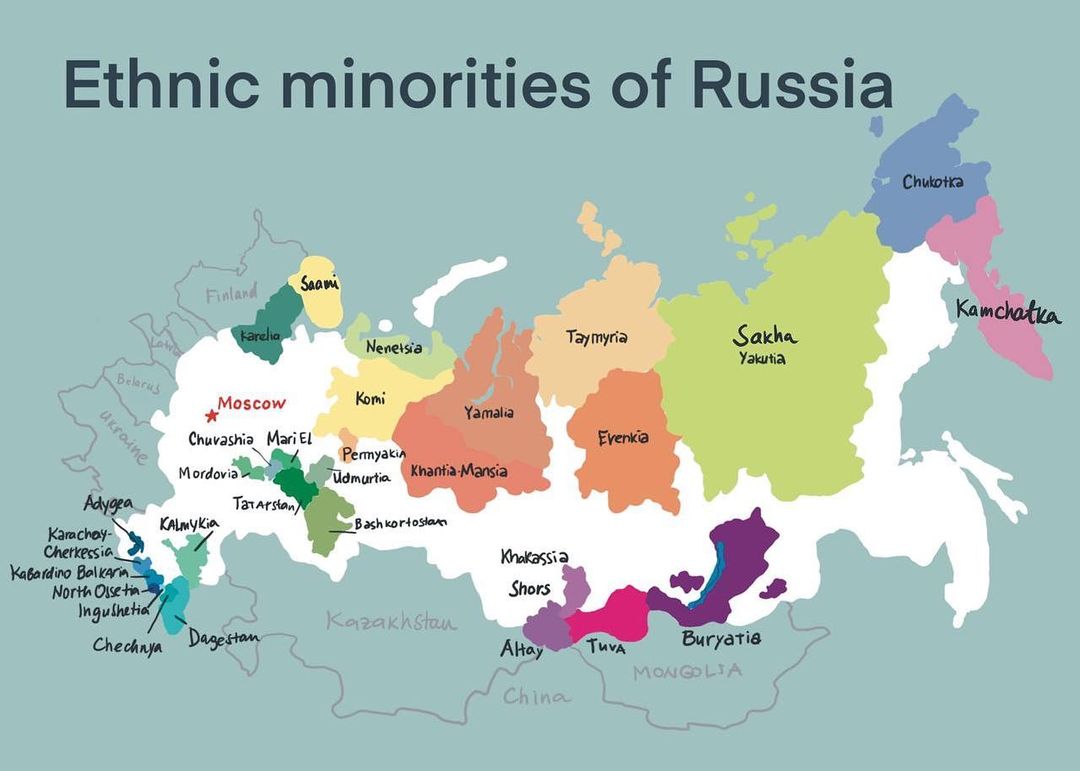 Ethnic minorities of Russia
Chukotka
Saami
Finland
Kamchatka
Karelia
Taymyria
Sakha
Yakutia
Nenetsia
Latvia
Belarus
Komi
Moscow
Yamalia
Ukraine
Evenkia
Chuvashia
Mari El
Permyakia
Mordovia
Udmurtia
Khantia-Mansia
Tatarstan
Adygea
Kalmykia
Bashkortostan
Karachay-
Cherkessia
Kabardino Balkaria
North Ossetia
Ingushetia
Chechnya
Dagestan
Khakassia
Shors
Kazakhstan
Altay
Tuva
Buryatia
MONGOLIA
China